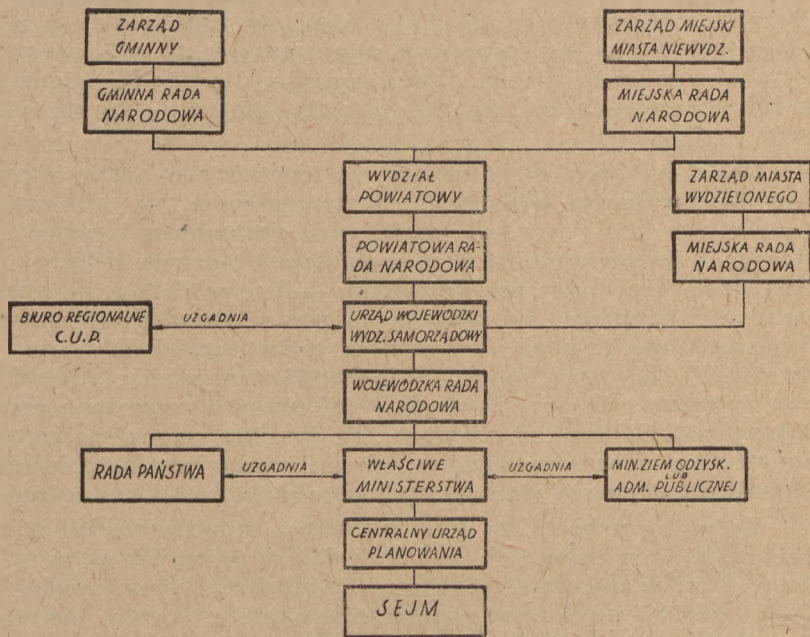 ZARZĄD
GMINNY
ZARZĄD MIEJSKI
MIASTA NIEWYDZ.
GMINNA RADA
NARODOWA
MIEJSKA RADA
NARODOWA
WYDZIAŁ
POWIATOWY
ZARZĄD MIASTA
WYDZIELONEGO
POWIATOWA RA-
DA NARODOWA
MIEJSKA RADA
NARODOWA
BIURO REGIONALNE
C.U.P.
UZGADNIA
URZĄD WOJEWÓDZKI
WYDZ. SAMORZĄDOWY
WOJEWÓDZKA RADA
NARODOWA
RADA PAŃSTWA
UZGADNIA
WŁAŚCIWE
MINISTERSTWA
UZGADNIA
MIN. ZIEM ODZYSK.
LUB
ADM. PUBLICZNEJ
CENTRALNY URZĄD
PLANOWANIA
SEJM